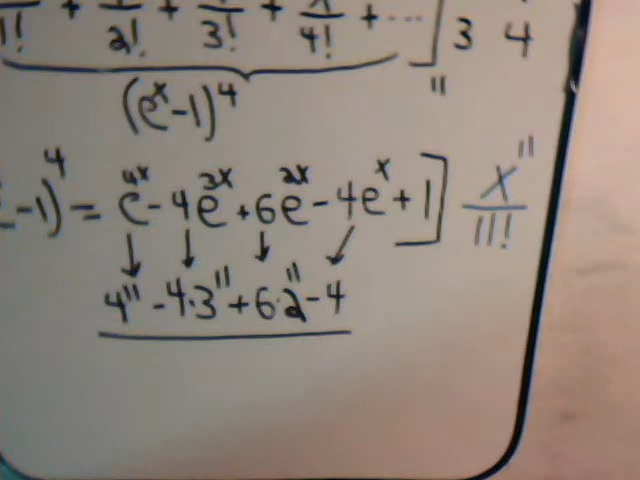 1!   2!   3!   4! + ... ] 3 4
(e^x - 1)^4   11
-1)^4 = e^4x - 4e^3x + 6e^2x - 4e^x + 1 ] x^11 / 11!
4^11 - 4·3^11 + 6·2^11 - 4